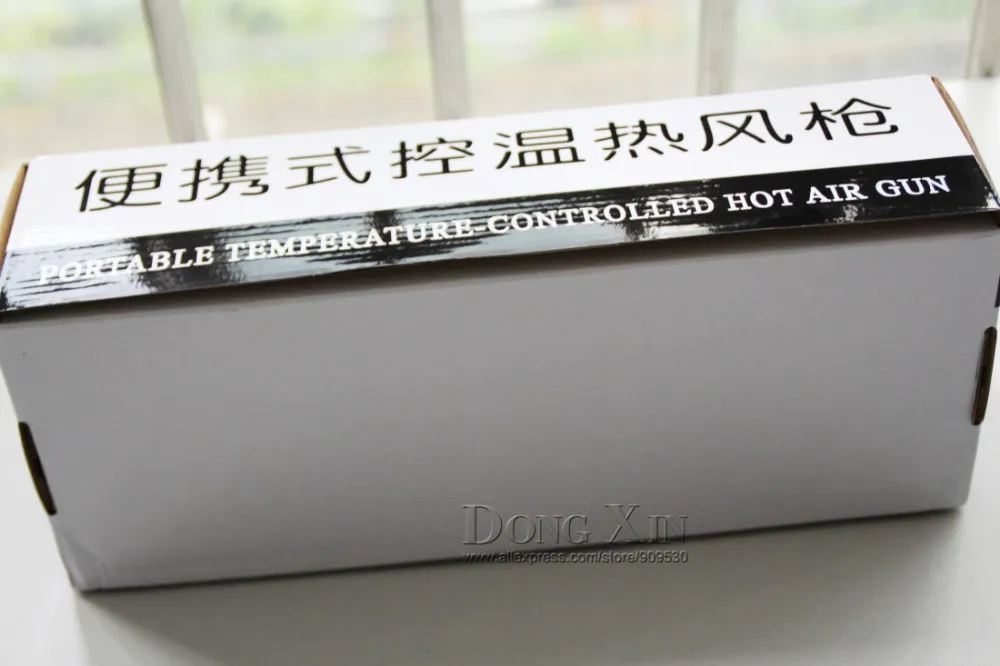 便携式控温热风枪
PORTABLE TEMPERATURE-CONTROLLED HOT AIR GUN
DONG XIN
www.aliexpress.com/store/909530